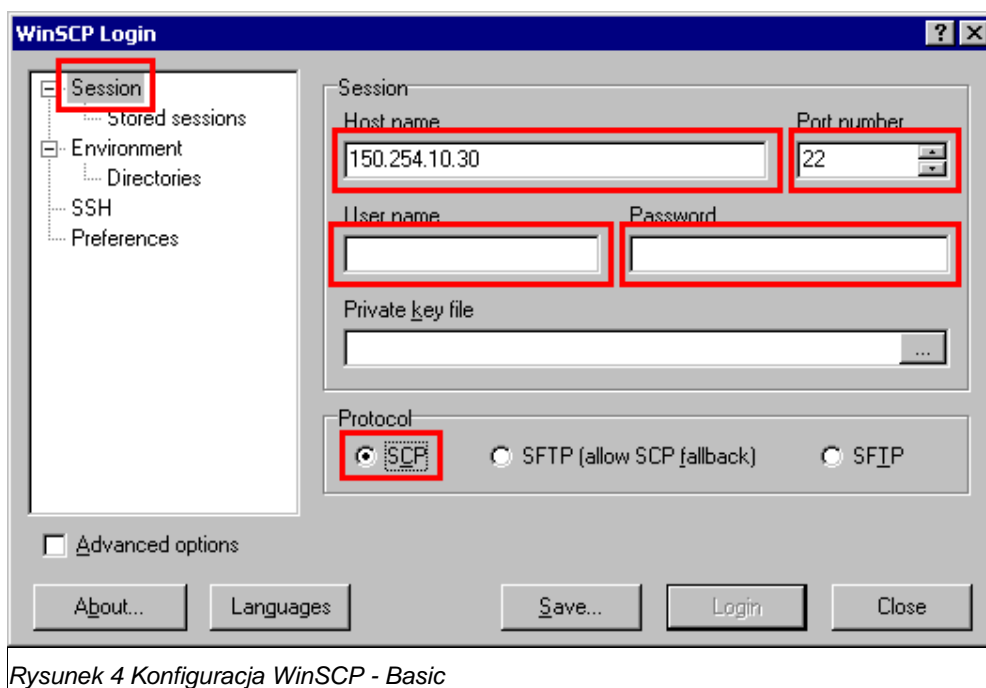 WinSCP Login
Session
Stored sessions
Environment
Directories
SSH
Preferences
Session
Host name Port number
150.254.10.30 22
User name Password
Private key file
...
Protocol
SCP SFTP (allow SCP fallback) SFTP
Advanced options
About... Languages Save... Login Close
Rysunek 4 Konfiguracja WinSCP - Basic